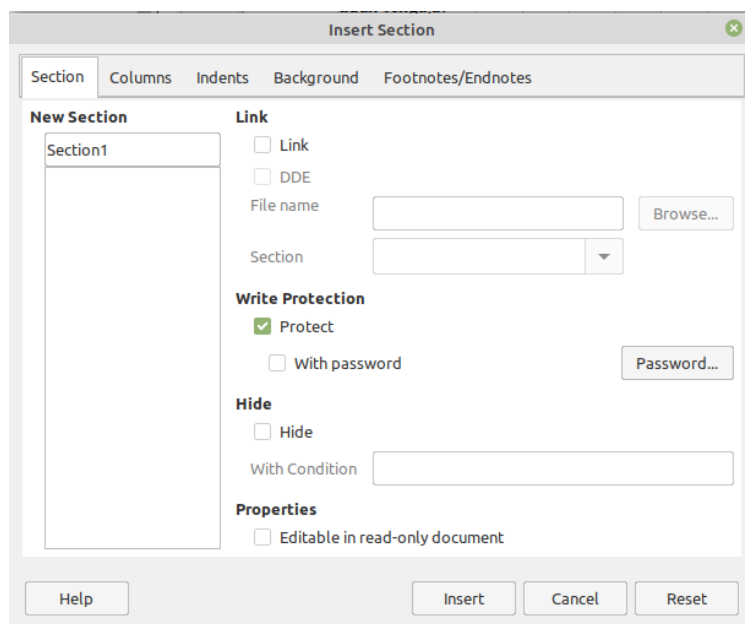 Insert Section
Section Columns Indents Background Footnotes/Endnotes
New Section
Section1
Link
Link
DDE
File name
Browse...
Section
Write Protection
Protect
With password
Password...
Hide
Hide
With Condition
Properties
Editable in read-only document
Help
Insert
Cancel
Reset